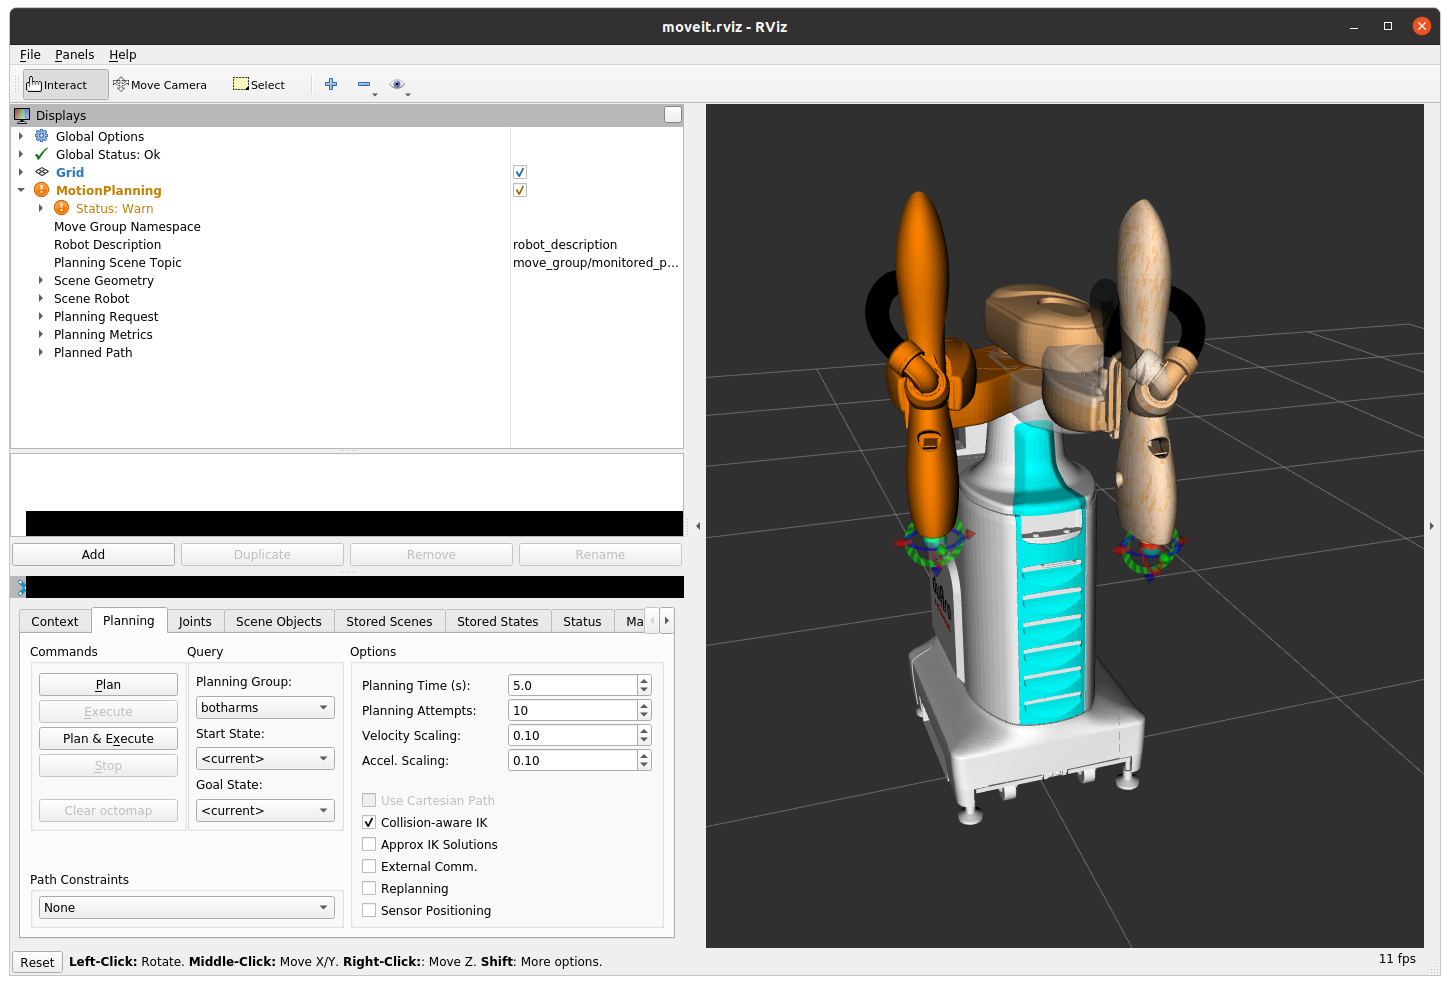 moveit.rviz - RViz
File Panels Help
Interact Move Camera Select
Displays
Global Options
Global Status: Ok
Grid
MotionPlanning
Status: Warn
Move Group Namespace
Robot Description robot_description
Planning Scene Topic move_group/monitored_p...
Scene Geometry
Scene Robot
Planning Request
Planning Metrics
Planned Path
Add Duplicate Remove Rename
Context Planning Joints Scene Objects Stored Scenes Stored States Status Ma
Commands
Plan
Execute
Plan & Execute
Stop
Clear octomap
Query
Planning Group:
botharms
Start State:
<current>
Goal State:
<current>
Options
Planning Time (s): 5.0
Planning Attempts: 10
Velocity Scaling: 0.10
Accel. Scaling: 0.10
Use Cartesian Path
Collision-aware IK
Approx IK Solutions
External Comm.
Replanning
Sensor Positioning
Path Constraints
None
Reset Left-Click: Rotate. Middle-Click: Move X/Y. Right-Click:: Move Z. Shift: More options.
11 fps